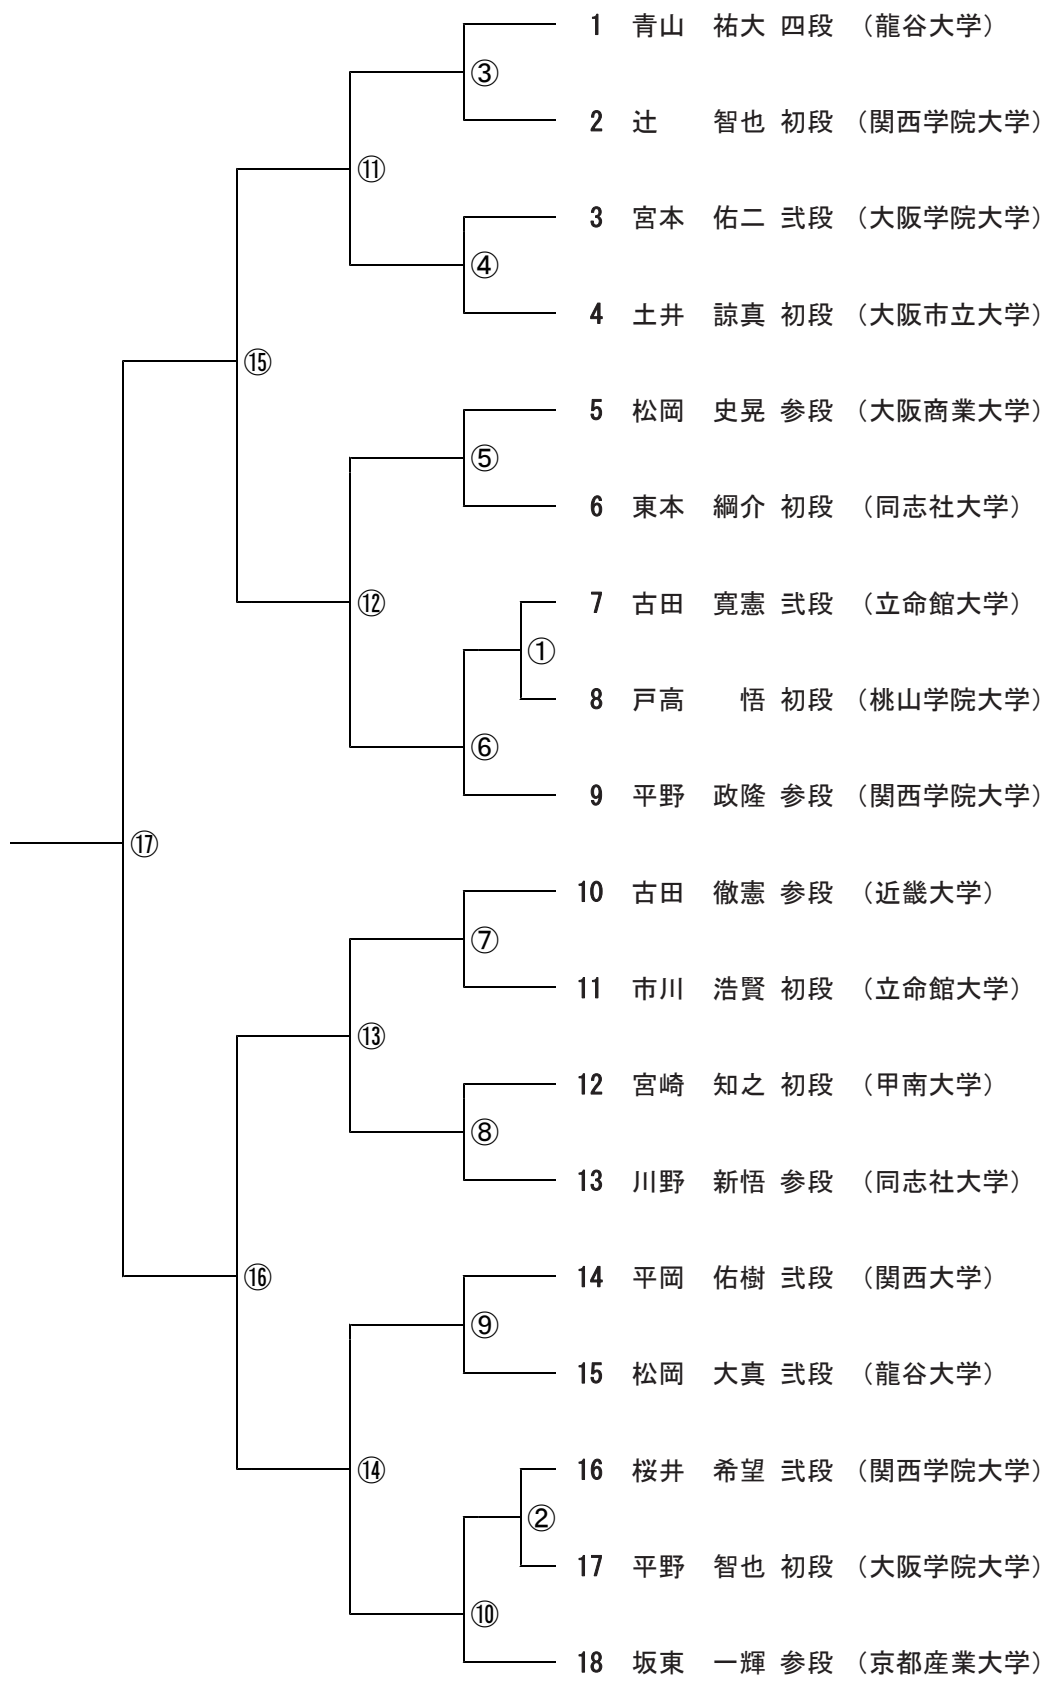 1 青山 祐大 四段 （龍谷大学）
③
2 辻 智也 初段 （関西学院大学）
⑪
3 宮本 佑二 弐段 （大阪学院大学）
④
4 土井 諒真 初段 （大阪市立大学）
⑮
5 松岡 史晃 参段 （大阪商業大学）
⑤
6 東本 綱介 初段 （同志社大学）
⑫
7 古田 寛憲 弐段 （立命館大学）
①
8 戸高 悟 初段 （桃山学院大学）
⑥
9 平野 政隆 参段 （関西学院大学）
⑰
10 古田 徹憲 参段 （近畿大学）
⑦
11 市川 浩賢 初段 （立命館大学）
⑬
12 宮崎 知之 初段 （甲南大学）
⑧
13 川野 新悟 参段 （同志社大学）
⑯
14 平岡 佑樹 弐段 （関西大学）
⑨
15 松岡 大真 弐段 （龍谷大学）
⑭
16 桜井 希望 弐段 （関西学院大学）
②
17 平野 智也 初段 （大阪学院大学）
⑩
18 坂東 一輝 参段 （京都産業大学）